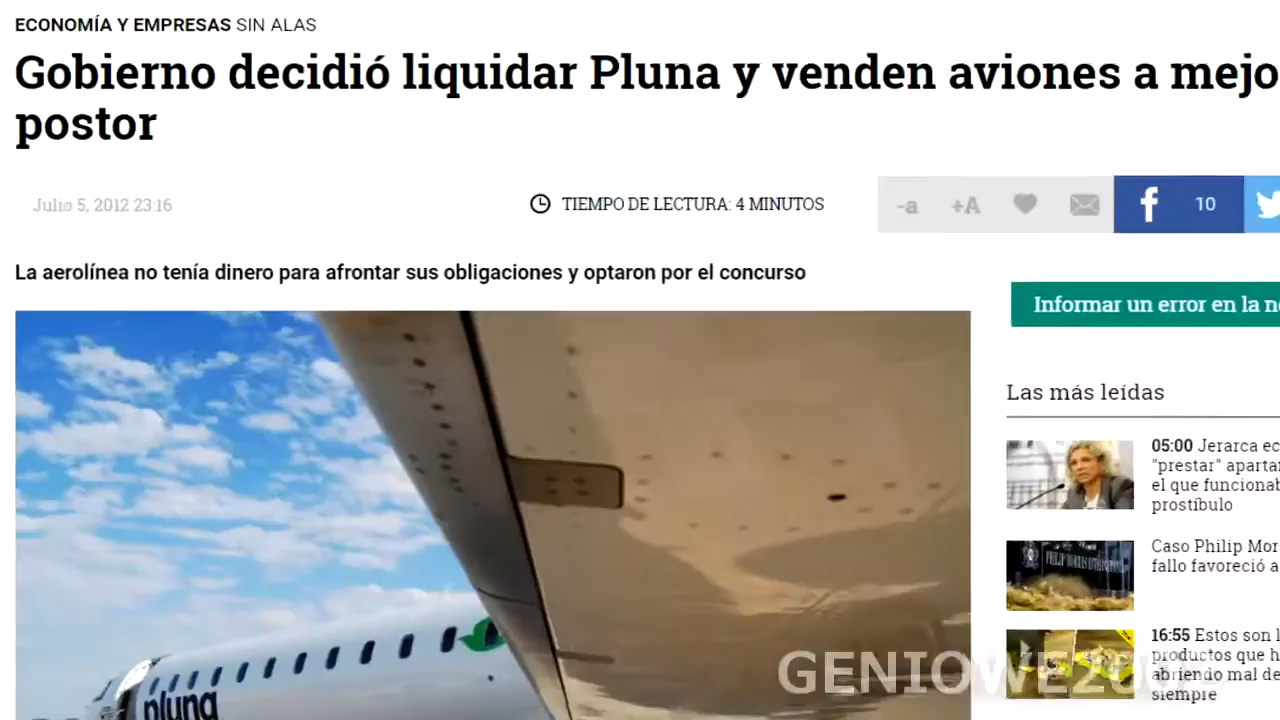 ECONOMÍA Y EMPRESAS SIN ALAS
Gobierno decidió liquidar Pluna y venden aviones a mejo
postor
Julio 5, 2012 23:16
TIEMPO DE LECTURA: 4 MINUTOS
-a +A
10
La aerolínea no tenía dinero para afrontar sus obligaciones y optaron por el concurso
Informar un error en la
Las más leídas
05:00 Jerarca ec
"prestar" apartan
el que funcionab
prostíbulo
Caso Philip Mor
fallo favoreció a
16:55 Estos son l
productos que h
abriendo mal de
siempre
pluna